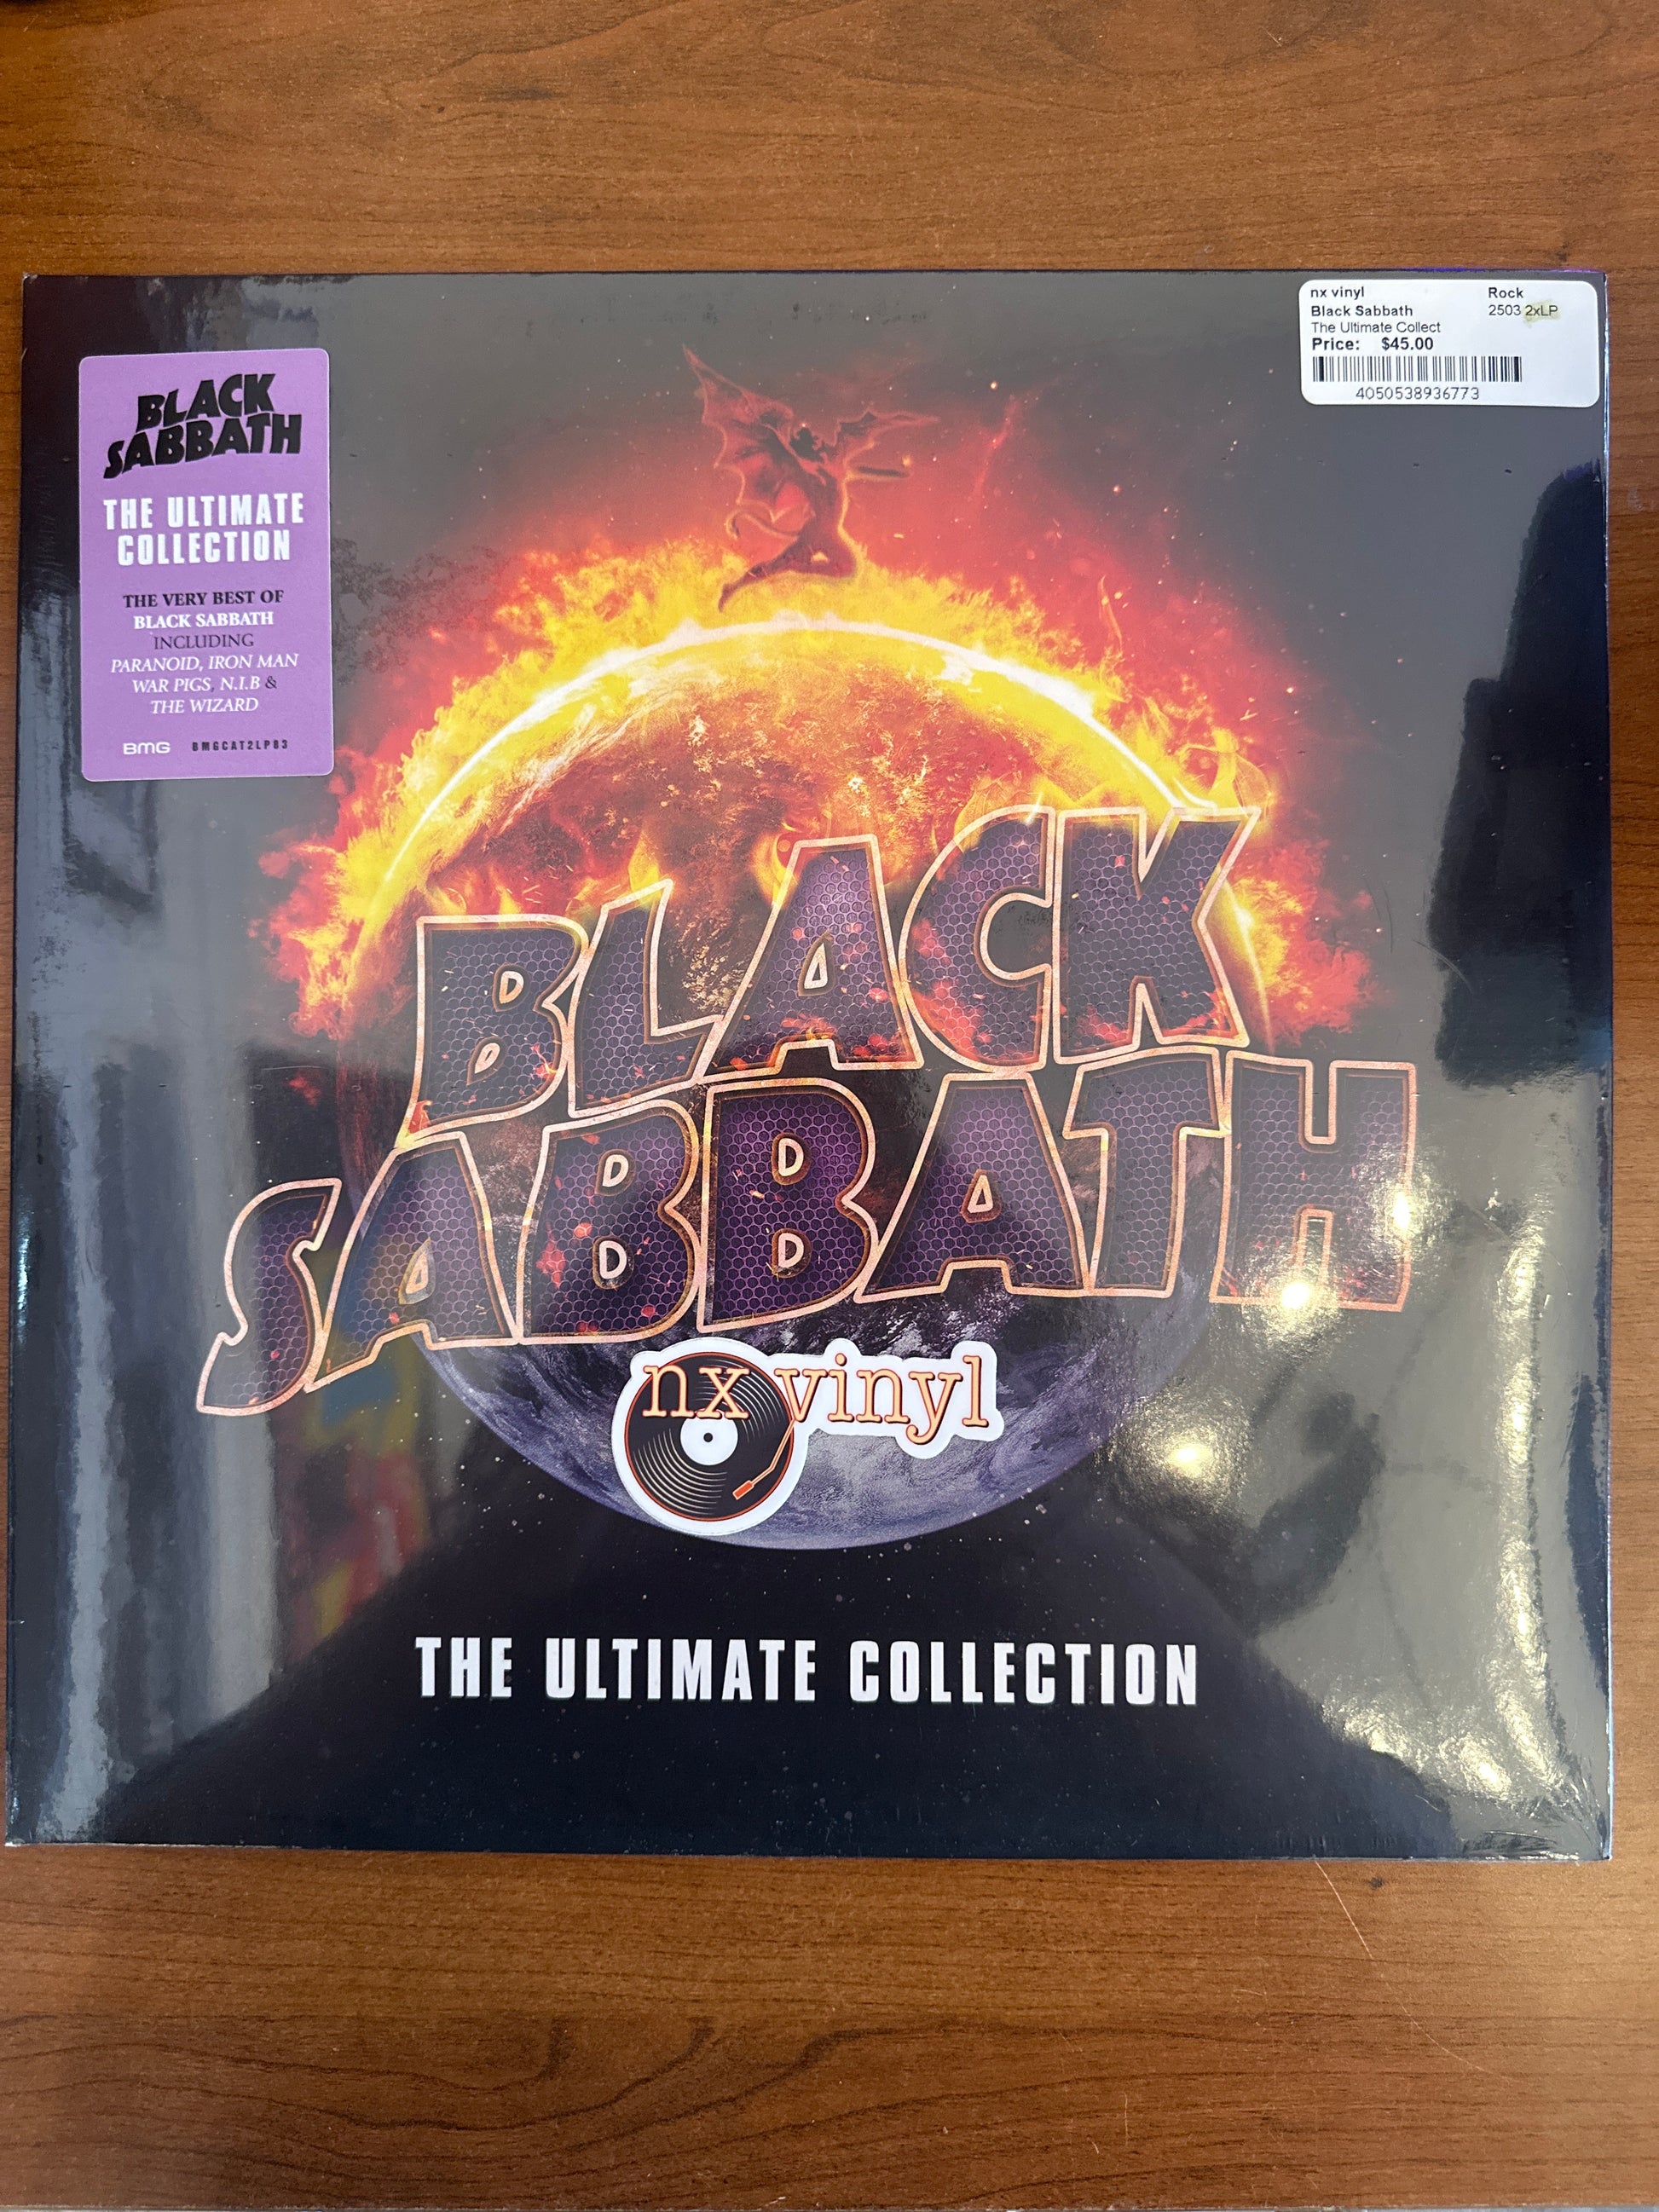 nx vinyl Rock
Black Sabbath 2503 2xLP
The Ultimate Collect
Price: $45.00
4050538936773
BLACK
SABBATH
THE ULTIMATE
COLLECTION
THE VERY BEST OF
BLACK SABBATH
INCLUDING
PARANOID, IRON MAN
WAR PIGS, N.I.B &
THE WIZARD
BMG BMGCAT2LP83
BLACK
SABBATH
nx vinyl
THE ULTIMATE COLLECTION